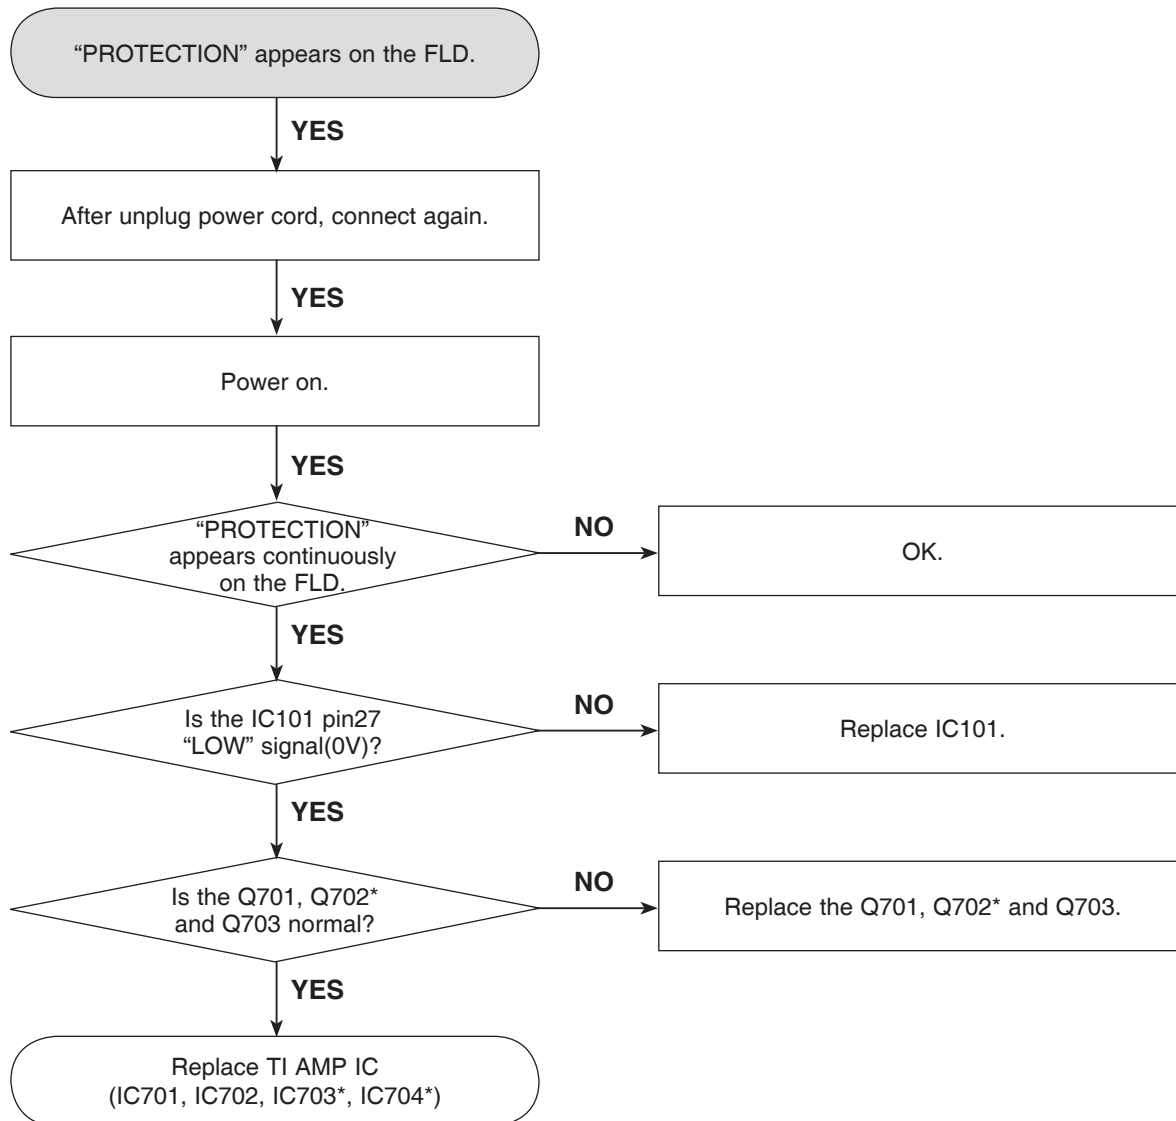 “PROTECTION” appears on the FLD.
YES
After unplug power cord, connect again.
YES
Power on.
YES
“PROTECTION”
appears continuously
on the FLD.
NO
OK.
YES
Is the IC101 pin27
“LOW” signal(0V)?
NO
Replace IC101.
YES
Is the Q701, Q702*
and Q703 normal?
NO
Replace the Q701, Q702* and Q703.
YES
Replace TI AMP IC
(IC701, IC702, IC703*, IC704*)